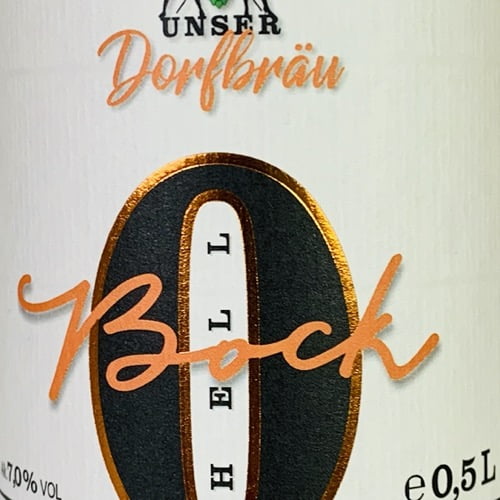 UNSER
Dorfbräu
HELL
Bock
7,0% VOL
e 0,5 L